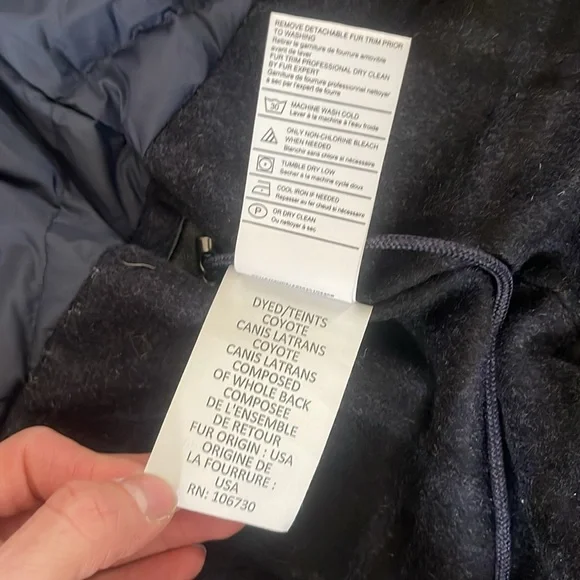 REMOVE DETACHABLE FUR TRIM PRIOR
TO WASHING
Retirer le garniture de fourrure amovible
avant de laver
FUR TRIM PROFESSIONAL DRY CLEAN
BY FUR EXPERT
Garniture de fourrure professionnel nettoyer
à sec par l'expert de fourre
30
MACHINE WASH COLD
Laver à la machine à l'eau froide
ONLY NON-CHLORINE BLEACH
WHEN NEEDED
Blanchir sans chlore si nécessaire
TUMBLE DRY LOW
Sécher à la machine cycle doux
COOL IRON IF NEEDED
Repasser au fer chaud si nécessaire
P
OR DRY CLEAN
Ou nettoyer à sec
DYED/TEINTS
COYOTE
CANIS LATRANS
COYOTE
CANIS LATRANS
COMPOSED
OF WHOLE BACK
COMPOSEE
DE L'ENSEMBLE
DE RETOUR
FUR ORIGIN : USA
ORIGINE DE
LA FOURRURE :
USA
RN: 106730